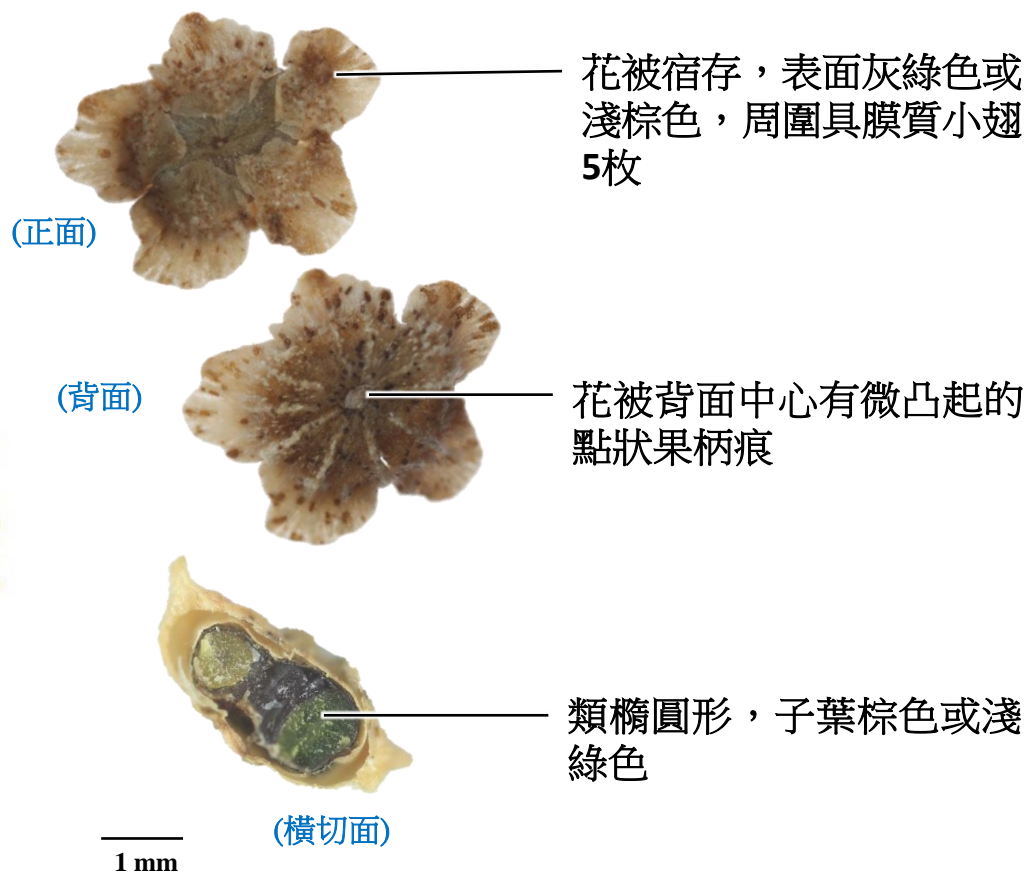 花被宿存，表面灰綠色或
淺棕色，周圍具膜質小翅
5枚
(正面)
(背面)
花被背面中心有微凸起的
點狀果柄痕
類橢圓形，子葉棕色或淺
綠色
(橫切面)
1 mm